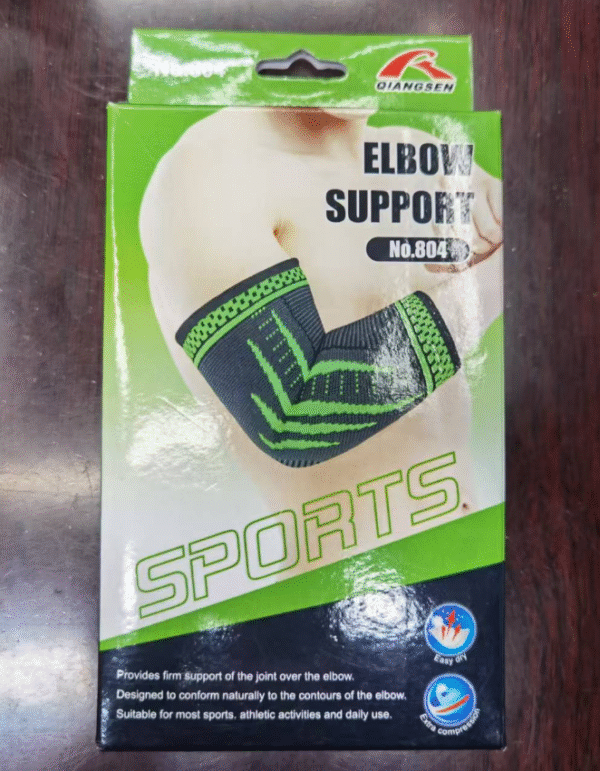 QIANGSEN
ELBOW
SUPPORT
No.804
SPORTS
Easy dry
Provides firm support of the joint over the elbow.
Designed to conform naturally to the contours of the elbow.
Suitable for most sports. athletic activities and daily use.
Extra compression